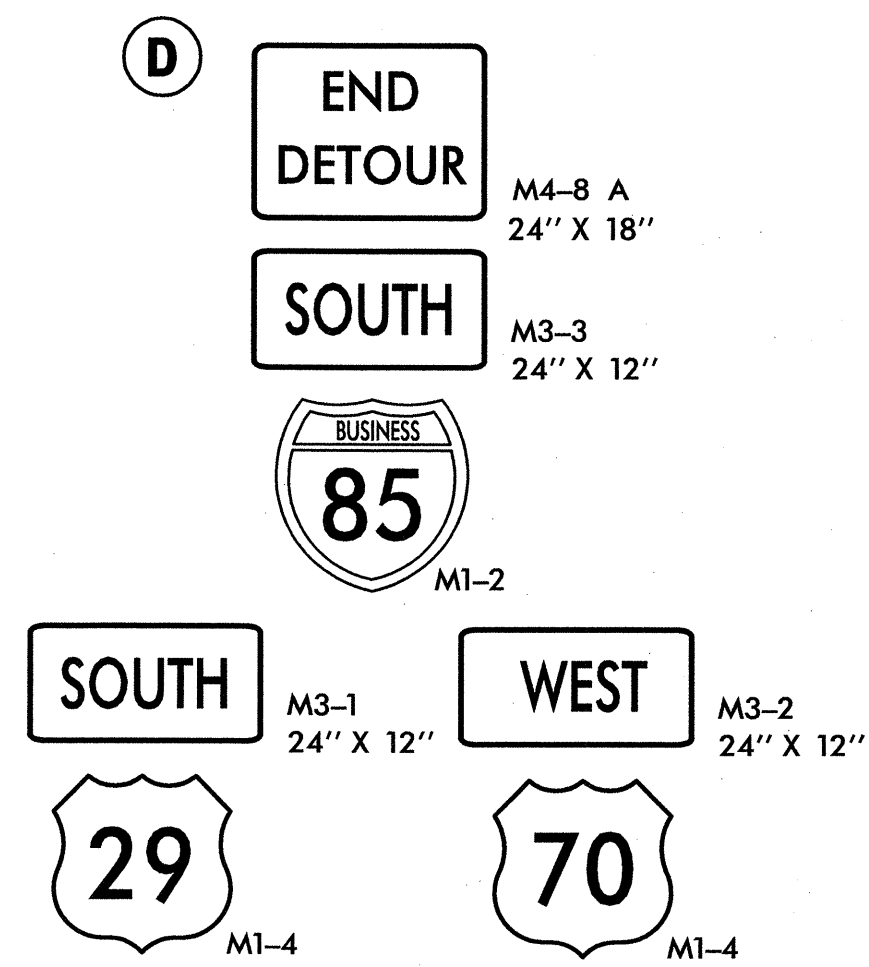 D
END
DETOUR
M4–8 A
24" X 18"
SOUTH
M3–3
24" X 12"
BUSINESS
85
M1–2
SOUTH
M3–1
24" X 12"
WEST
M3–2
24" X 12"
29
M1–4
70
M1–4